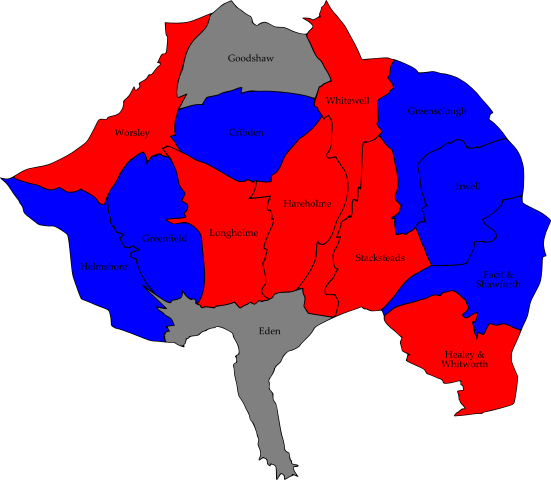 Goodshaw
Whitewell
Greensclough
Worsley
Cribden
Irwell
Hareholme
Longholme
Greenfield
Stacksteads
Helmshore
Facit &
Shawforth
Eden
Healey &
Whitworth